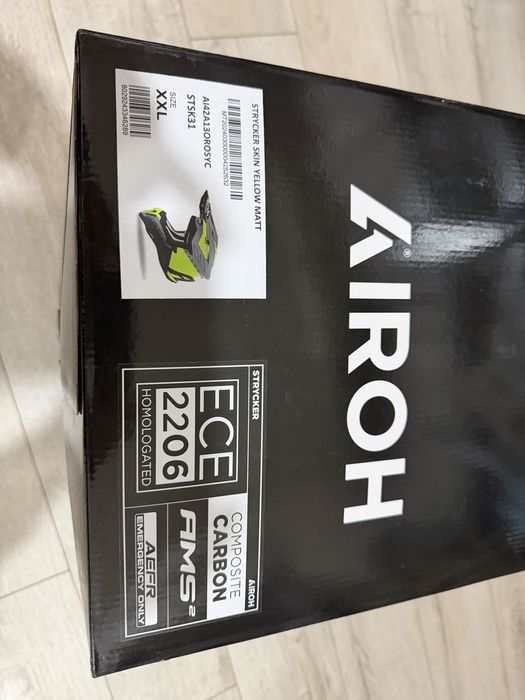 STRYCKER SKIN YELLOW MATT
AI42A13OROSYC
STSK31
SIZE
XXL
8029243346289
AIROH®
STRYCKER
ECE
2206
HOMOLOGATED
AIROH
COMPOSITE
CARBON
AMS²
AEFR
EMERGENCY ONLY